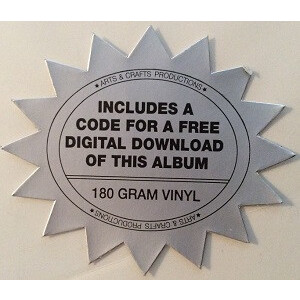 ★ARTS & CRAFTS PRODUCTIONS★
INCLUDES A
CODE FOR A FREE
DIGITAL DOWNLOAD
OF THIS ALBUM
180 GRAM VINYL
★ARTS & CRAFTS PRODUCTIONS★